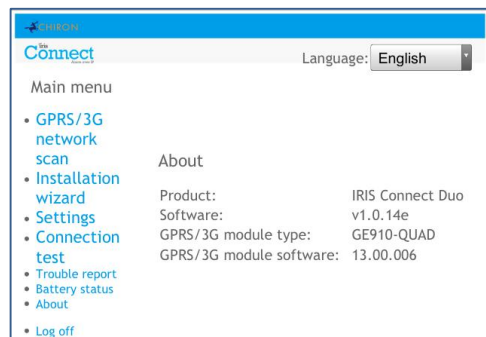 CHIRON
iris
Connect
Language: English
Main menu
• GPRS/3G
network
scan
• Installation
wizard
• Settings
• Connection
test
• Trouble report
• Battery status
• About
• Log off
About
Product: IRIS Connect Duo
Software: v1.0.14e
GPRS/3G module type: GE910-QUAD
GPRS/3G module software: 13.00.006